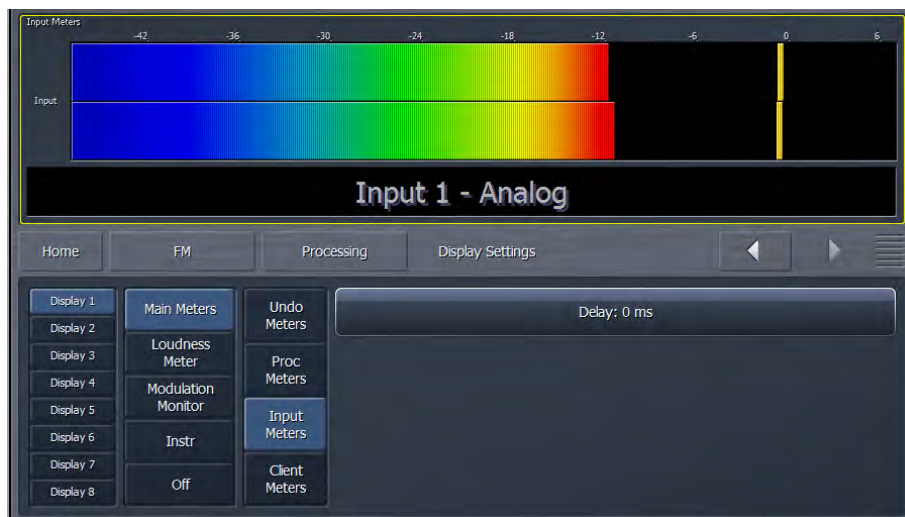 Input Meters
-42 -36 -30 -24 -18 -12 -6 0 6
Input
Input 1 - Analog
Home FM Processing Display Settings
Display 1
Display 2
Display 3
Display 4
Display 5
Display 6
Display 7
Display 8
Main Meters
Loudness
Meter
Modulation
Monitor
Instr
Off
Undo
Meters
Proc
Meters
Input
Meters
Client
Meters
Delay: 0 ms